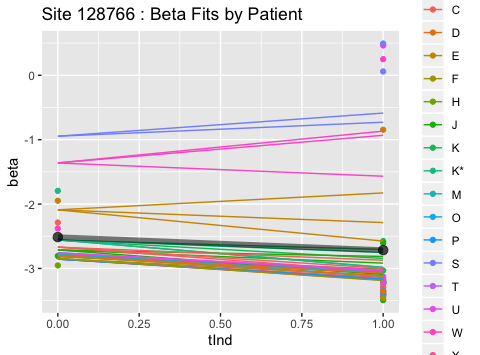 Site 128766 : Beta Fits by Patient
beta
0
-1
-2
-3
0.00 0.25 0.50 0.75 1.00
tInd
C
D
E
F
H
J
K
K*
M
O
P
S
T
U
W